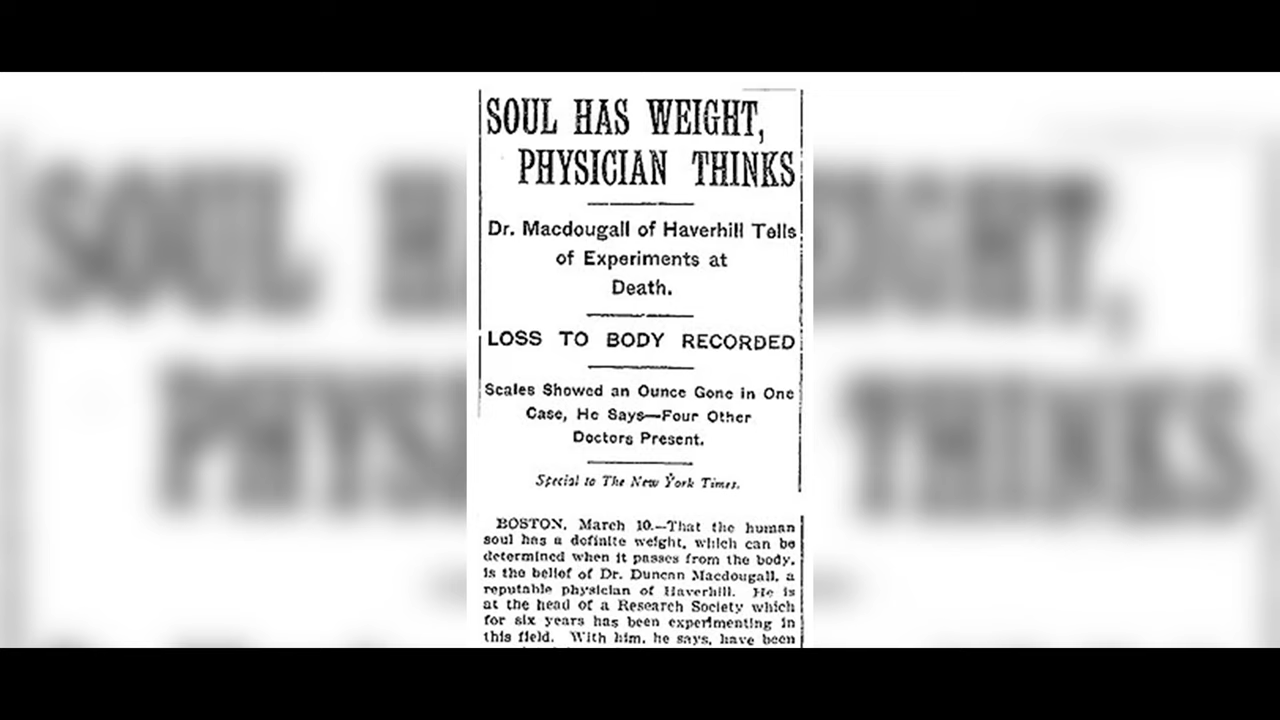 SOUL HAS WEIGHT,
PHYSICIAN THINKS
Dr. Macdougall of Haverhill Tells
of Experiments at
Death.
LOSS TO BODY RECORDED
Scales Showed an Ounce Gone in One
Case, He Says—Four Other
Doctors Present.
Special to The New York Times.
BOSTON, March 10.—That the human
soul has a definite weight, which can be
determined when it passes from the body,
is the belief of Dr. Duncan Macdougall, a
reputable physician of Haverhill. He is
at the head of a Research Society which
for six years has been experimenting in
this field. With him, he says, have been